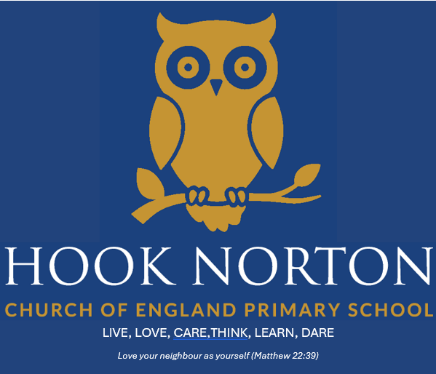 HOOK NORTON
CHURCH OF ENGLAND PRIMARY SCHOOL
LIVE, LOVE, CARE,THINK, LEARN, DARE
Love your neighbour as yourself (Matthew 22:39)